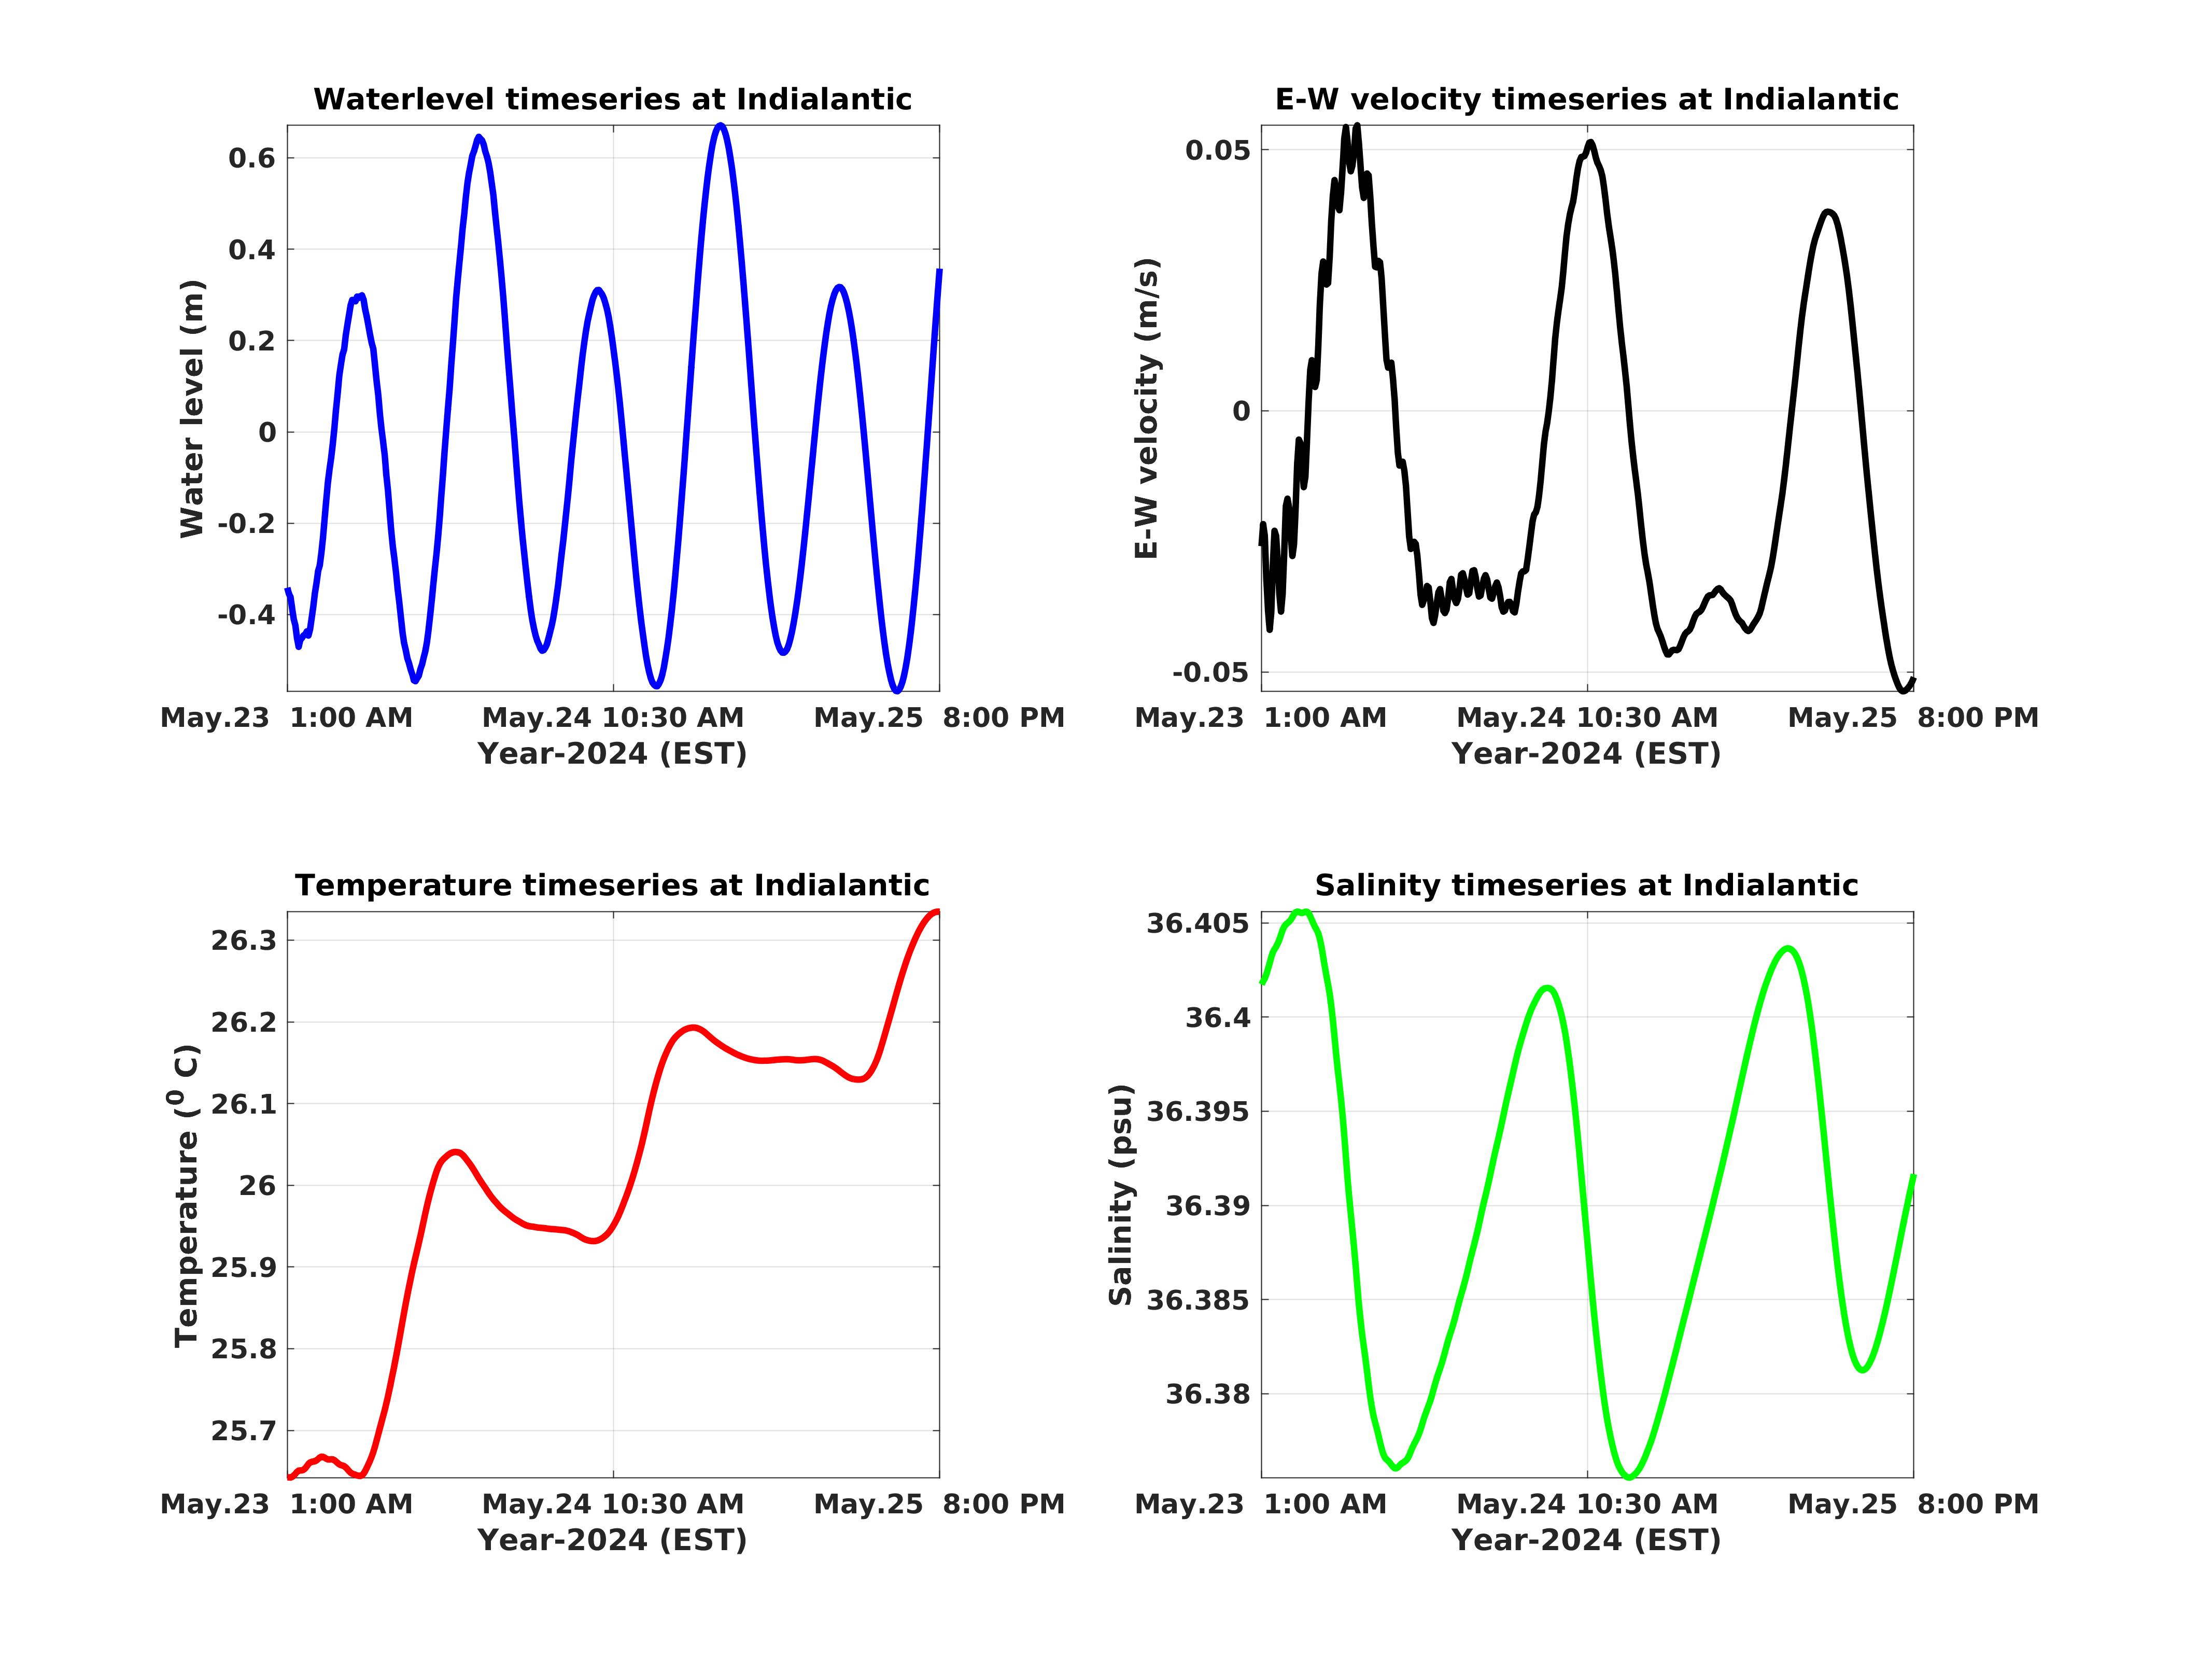 Waterlevel timeseries at Indialantic
0.6
0.4
0.2
0
-0.2
-0.4
Water level (m)
May.23 1:00 AM May.24 10:30 AM May.25 8:00 PM
Year-2024 (EST)
E-W velocity timeseries at Indialantic
0.05
0
-0.05
E-W velocity (m/s)
May.23 1:00 AM May.24 10:30 AM May.25 8:00 PM
Year-2024 (EST)
Temperature timeseries at Indialantic
26.3
26.2
26.1
26
25.9
25.8
25.7
Temperature (⁰ C)
May.23 1:00 AM May.24 10:30 AM May.25 8:00 PM
Year-2024 (EST)
Salinity timeseries at Indialantic
36.405
36.4
36.395
36.39
36.385
36.38
Salinity (psu)
May.23 1:00 AM May.24 10:30 AM May.25 8:00 PM
Year-2024 (EST)